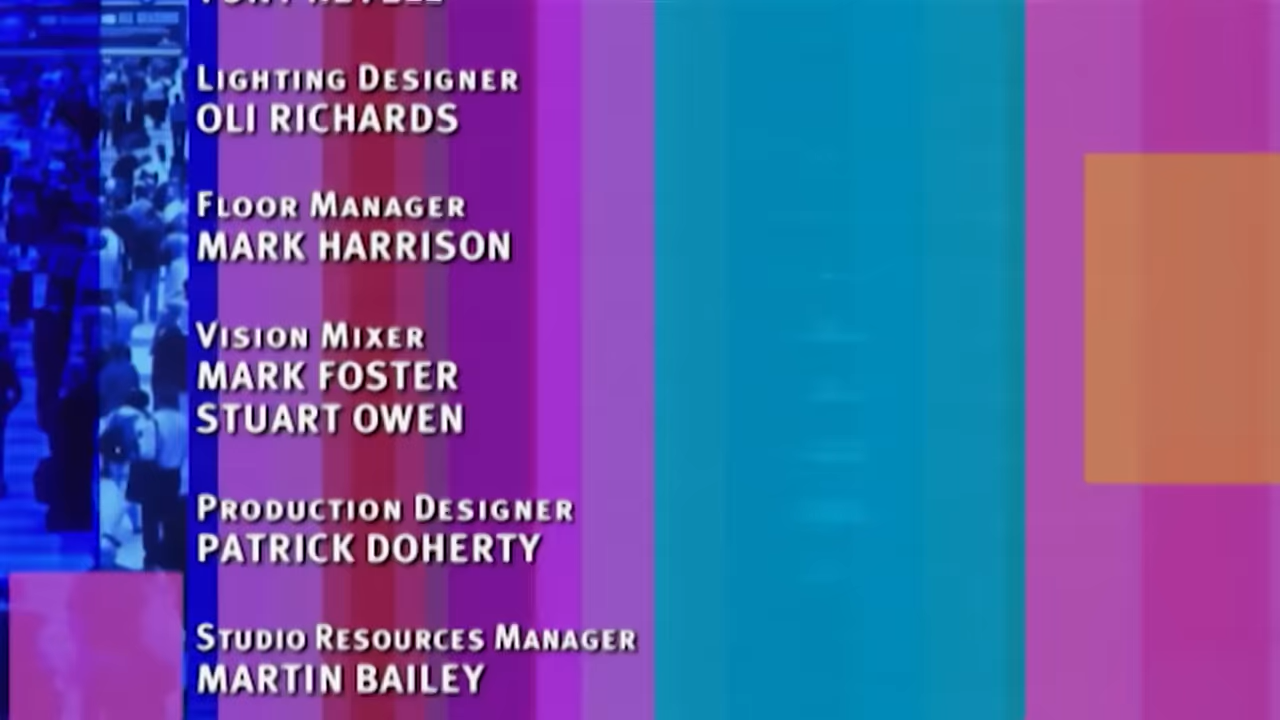 Lighting Designer
OLI RICHARDS
Floor Manager
MARK HARRISON
Vision Mixer
MARK FOSTER
STUART OWEN
Production Designer
PATRICK DOHERTY
Studio Resources Manager
MARTIN BAILEY